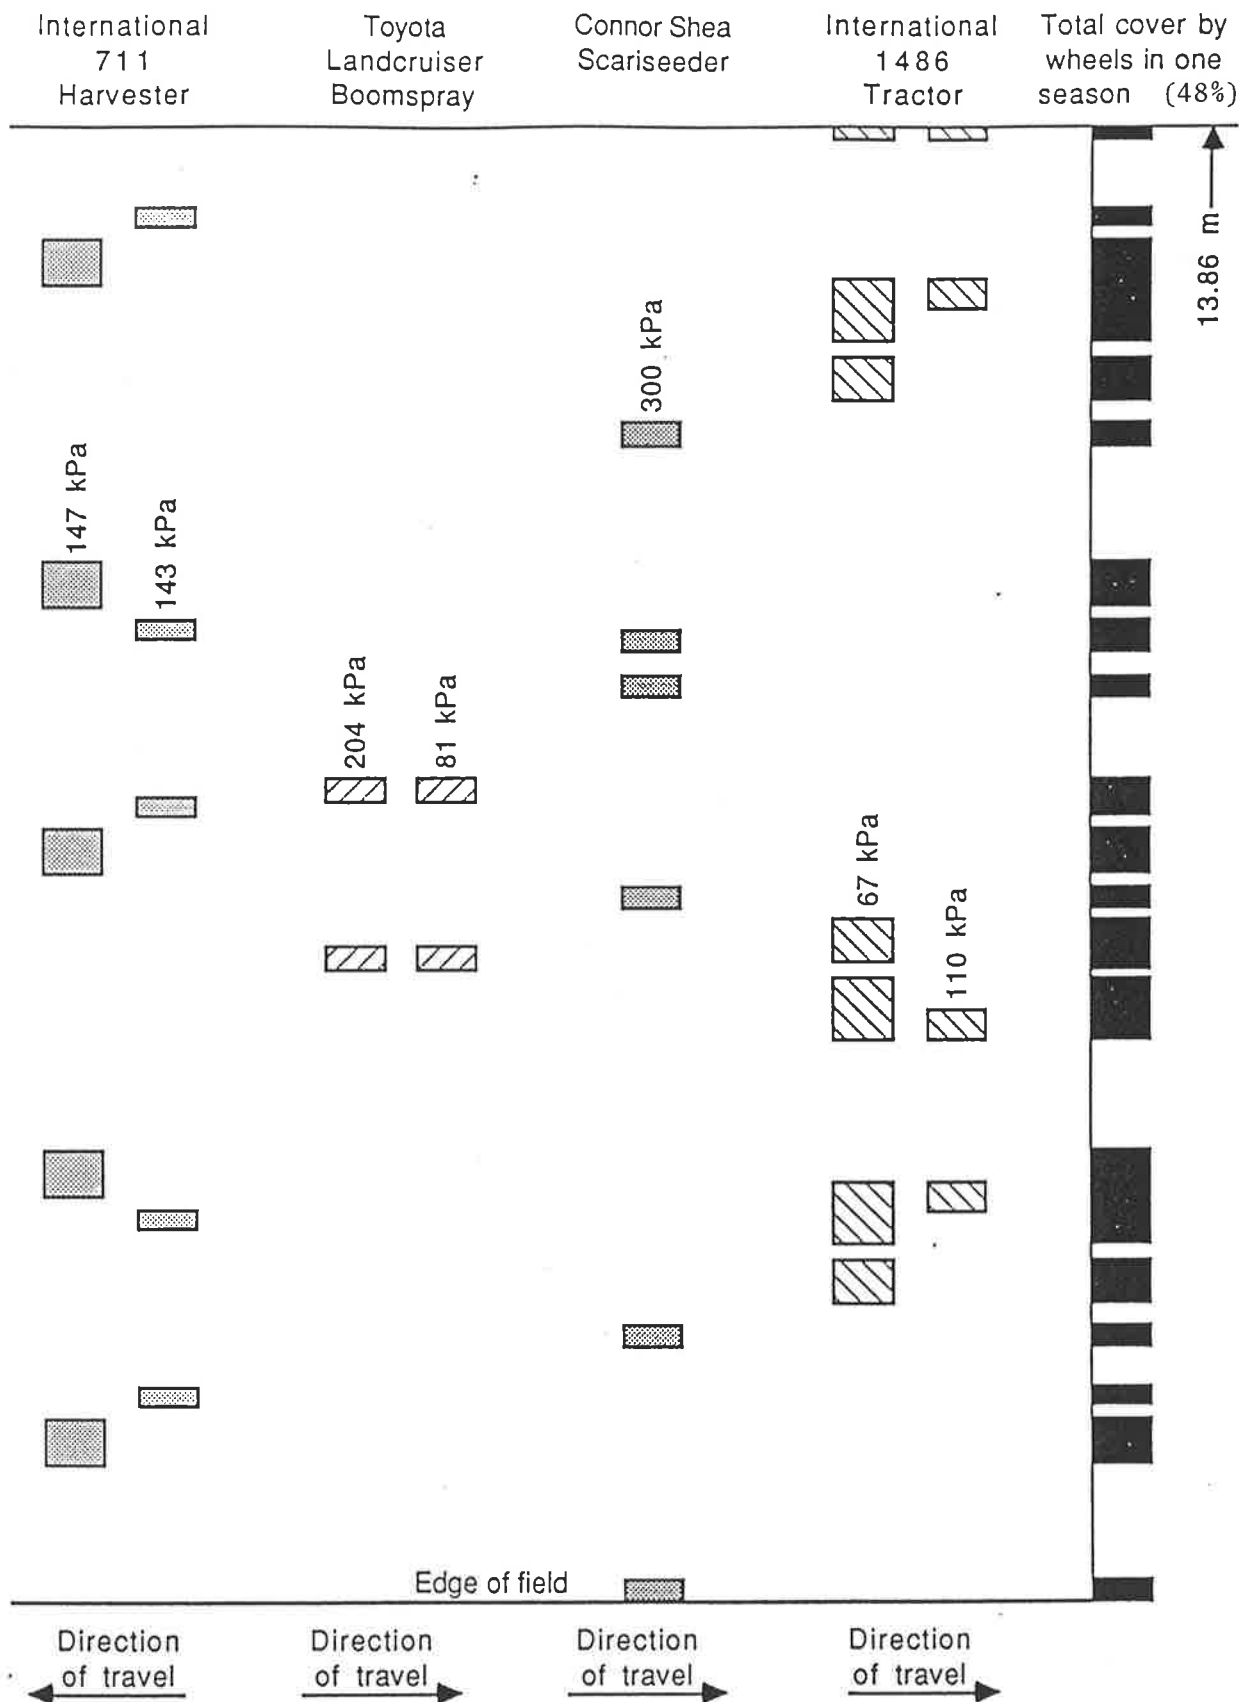 International
711
Harvester
Toyota
Landcruiser
Boomspray
Connor Shea
Scariseeder
International
1486
Tractor
Total cover by
wheels in one
season (48%)
13.86 m
300 kPa
147 kPa
143 kPa
204 kPa
81 kPa
67 kPa
110 kPa
Edge of field
Direction
of travel
Direction
of travel
Direction
of travel
Direction
of travel